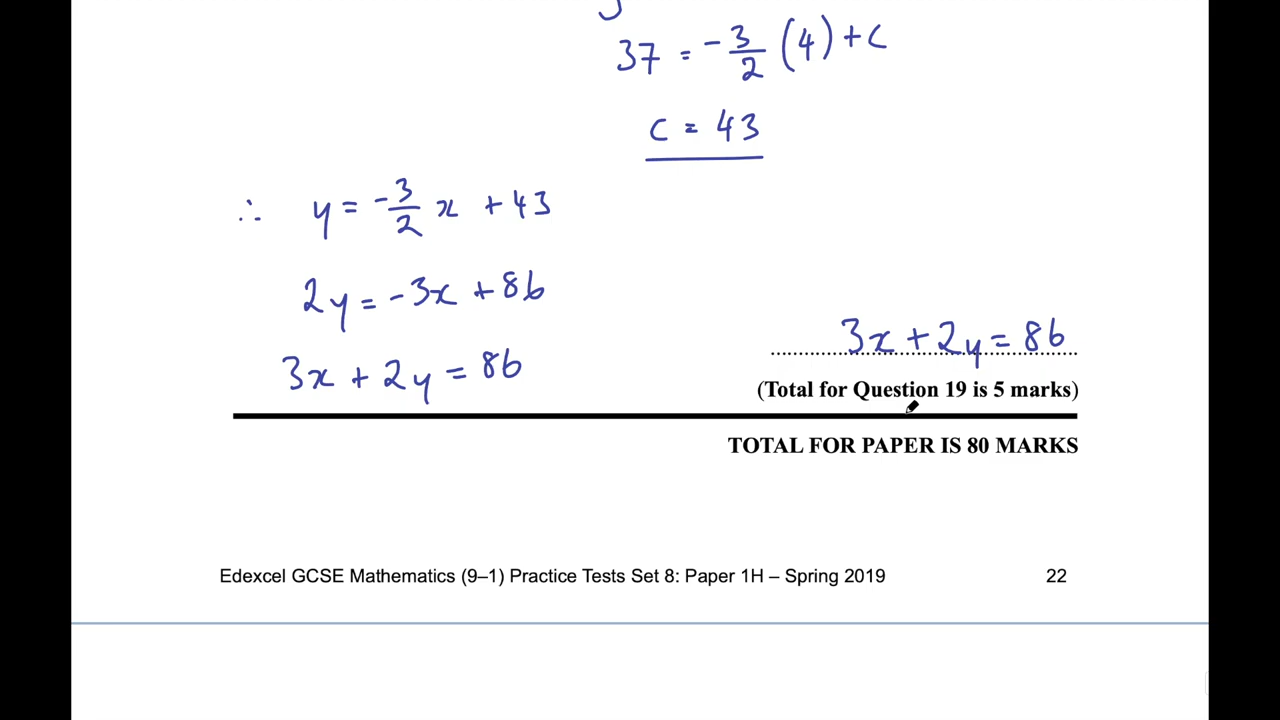 37 = -3/2 (4) + c
c = 43
∴ y = -3/2 x + 43
2y = -3x + 86
3x + 2y = 86
3x + 2y = 86
(Total for Question 19 is 5 marks)
TOTAL FOR PAPER IS 80 MARKS
Edexcel GCSE Mathematics (9–1) Practice Tests Set 8: Paper 1H – Spring 2019 22